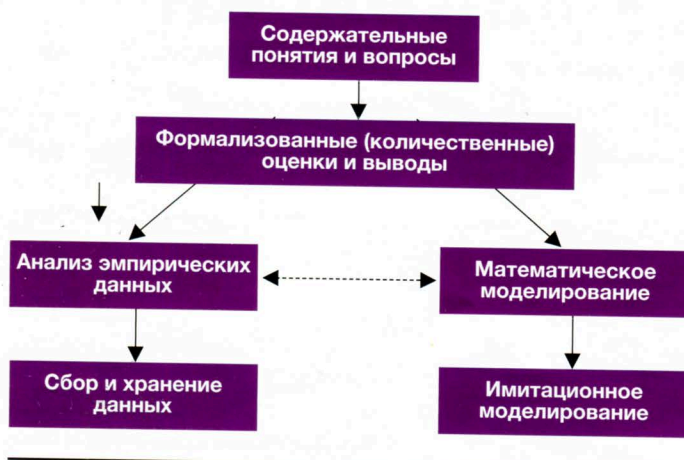 Содержательные
понятия и вопросы
Формализованные (количественные)
оценки и выводы
Анализ эмпирических
данных
Математическое
моделирование
Сбор и хранение
данных
Имитационное
моделирование